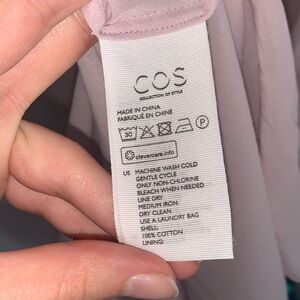 COS
COLLECTION OF STYLE
MADE IN CHINA
FABRIQUÉ EN CHINE
30 P
clevercare.info
US MACHINE WASH COLD
GENTLE CYCLE
ONLY NON-CHLORINE
BLEACH WHEN NEEDED
LINE DRY
MEDIUM IRON
DRY CLEAN
USE A LAUNDRY BAG
SHELL:
100% COTTON
LINING: